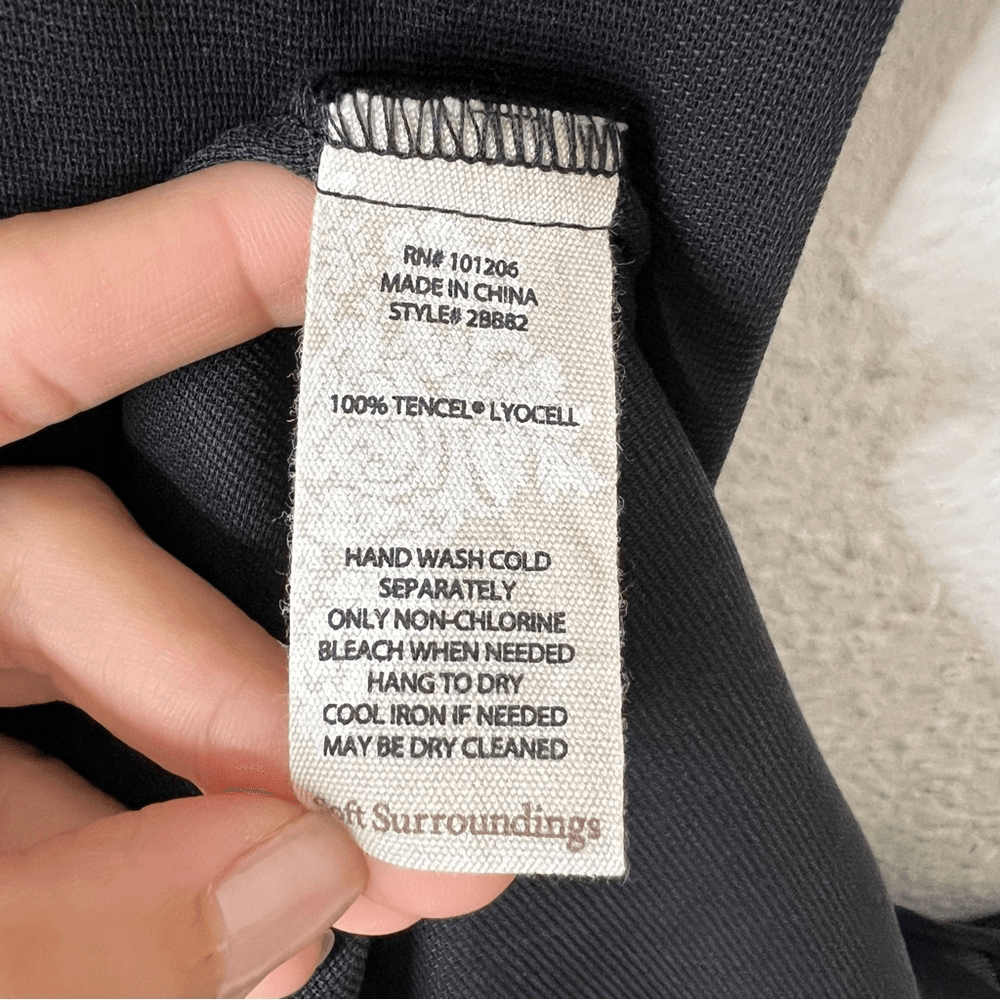 RN# 101206
MADE IN CHINA
STYLE# 2BB82
100% TENCEL® LYOCELL
HAND WASH COLD
SEPARATELY
ONLY NON-CHLORINE
BLEACH WHEN NEEDED
HANG TO DRY
COOL IRON IF NEEDED
MAY BE DRY CLEANED
Soft Surroundings